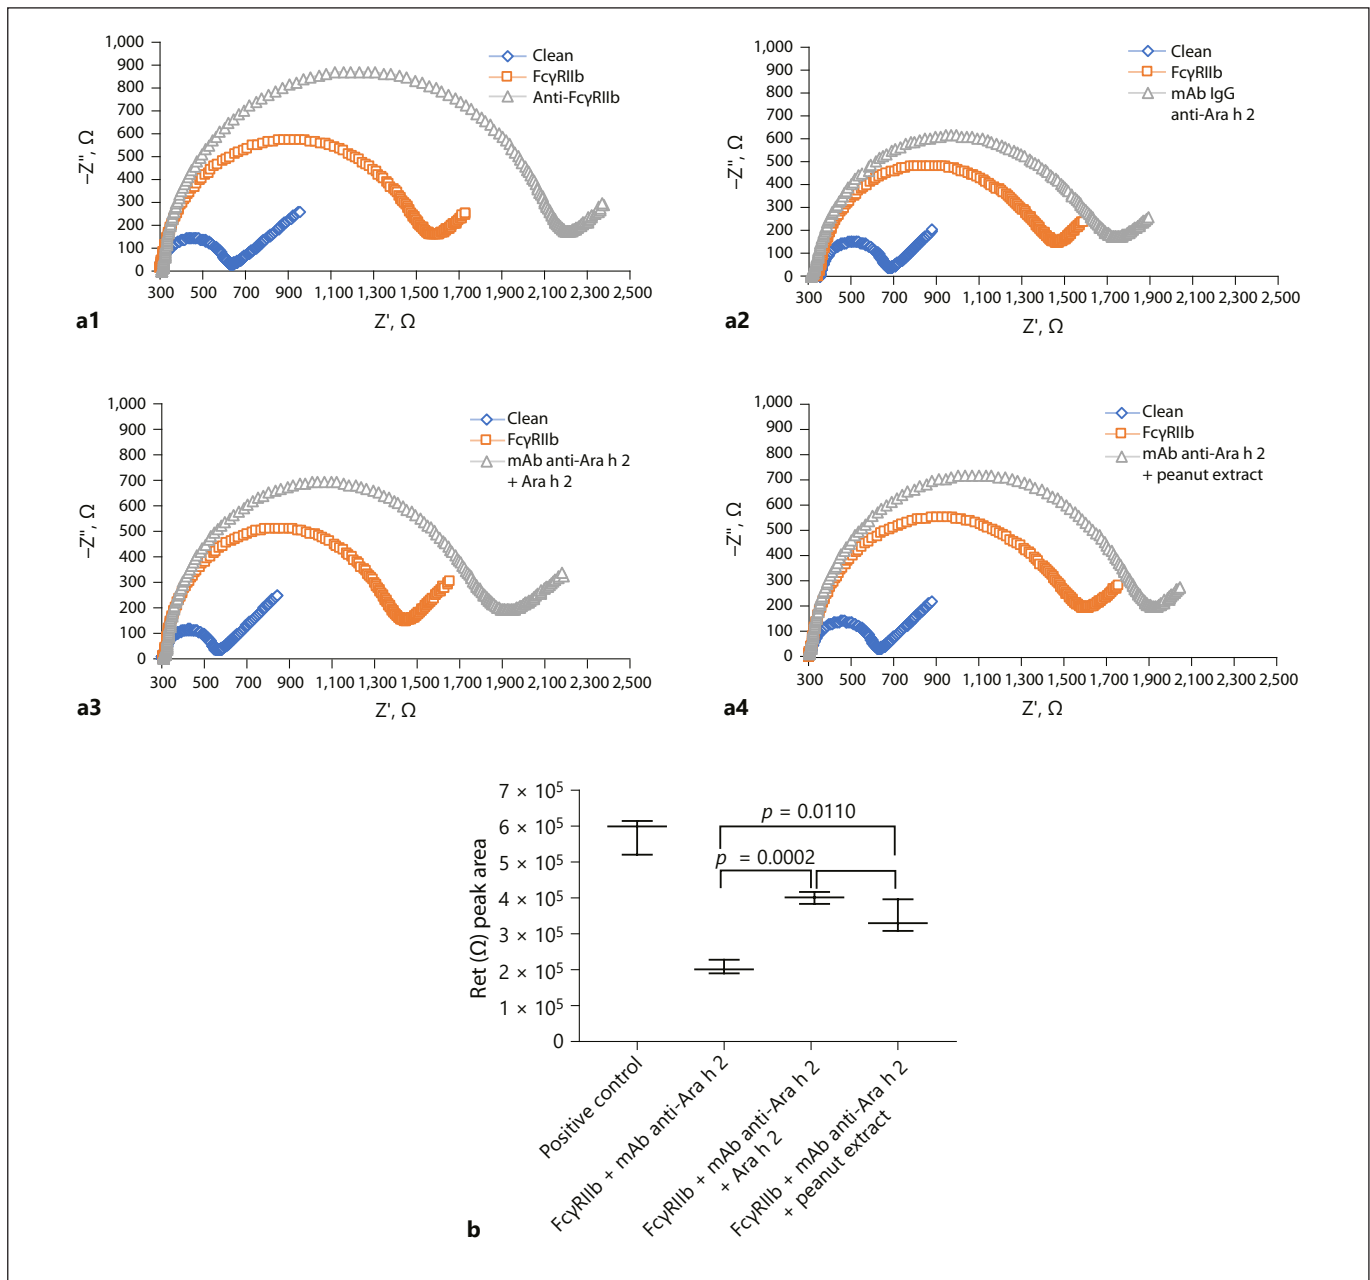 1,000
900
800
700
600
500
400
300
200
100
0
–Z", Ω
Clean
FcγRIIb
Anti-FcγRIIb
300 500 700 900 1,100 1,300 1,500 1,700 1,900 2,100 2,300 2,500
Z', Ω
a1
1,000
900
800
700
600
500
400
300
200
100
0
–Z", Ω
Clean
FcγRIIb
mAb IgG
anti-Ara h 2
300 500 700 900 1,100 1,300 1,500 1,700 1,900 2,100 2,300 2,500
Z', Ω
a2
1,000
900
800
700
600
500
400
300
200
100
0
–Z", Ω
Clean
FcγRIIb
mAb anti-Ara h 2
+ Ara h 2
300 500 700 900 1,100 1,300 1,500 1,700 1,900 2,100 2,300 2,500
Z', Ω
a3
1,000
900
800
700
600
500
400
300
200
100
0
–Z", Ω
Clean
FcγRIIb
mAb anti-Ara h 2
+ peanut extract
300 500 700 900 1,100 1,300 1,500 1,700 1,900 2,100 2,300 2,500
Z', Ω
a4
7 × 10⁵
6 × 10⁵
5 × 10⁵
4 × 10⁵
3 × 10⁵
2 × 10⁵
1 × 10⁵
0
Ret (Ω) peak area
p = 0.0110
p = 0.0002
Positive control
FcγRIIb + mAb anti-Ara h 2
FcγRIIb + mAb anti-Ara h 2
+ Ara h 2
FcγRIIb + mAb anti-Ara h 2
+ peanut extract
b